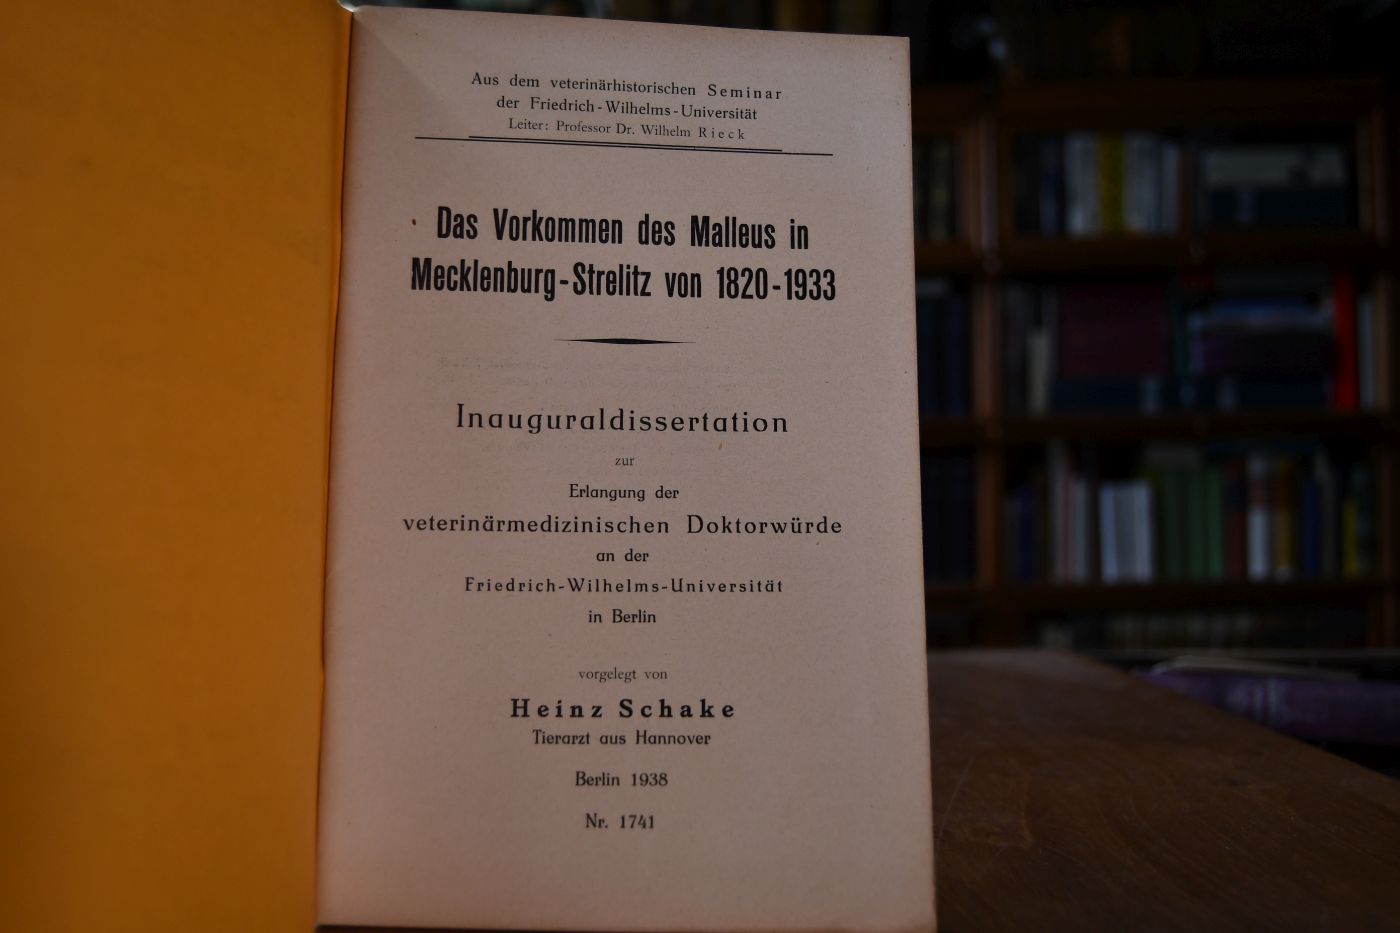 Aus dem veterinärhistorischen Seminar
der Friedrich-Wilhelms-Universität
Leiter: Professor Dr. Wilhelm Rieck
Das Vorkommen des Malleus in
Mecklenburg-Strelitz von 1820-1933
Inauguraldissertation
zur
Erlangung der
veterinärmedizinischen Doktorwürde
an der
Friedrich-Wilhelms-Universität
in Berlin
vorgelegt von
Heinz Schake
Tierarzt aus Hannover
Berlin 1938
Nr. 1741